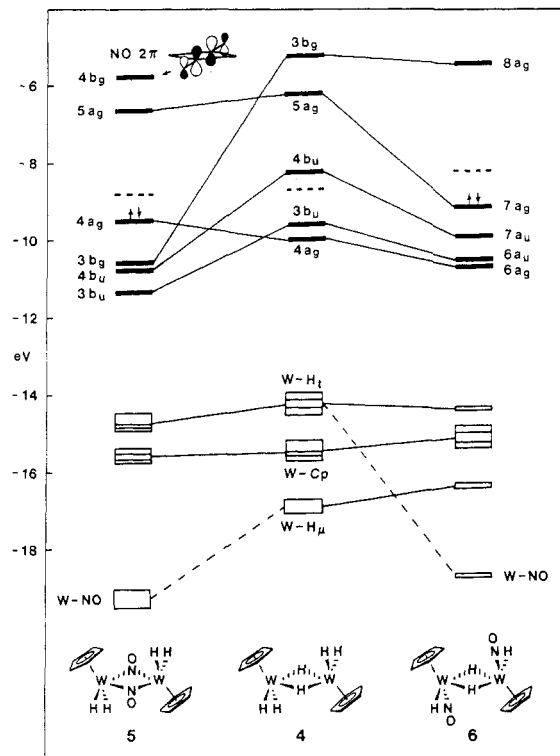 NO 2π
4bg
5ag
4ag
3bg
4bu
3bu
3bg
5ag
4bu
3bu
4ag
8ag
7ag
7au
6au
6ag
-6
-8
-10
-12
eV
-14
-16
-18
W-Ht
W-Cp
W-Hμ
W-NO
W-NO
O
N
H H
W
W
N
O
H H
5
H H
W
H
H
W
H H
4
O
N H
W
H
H
W
H N
O
6